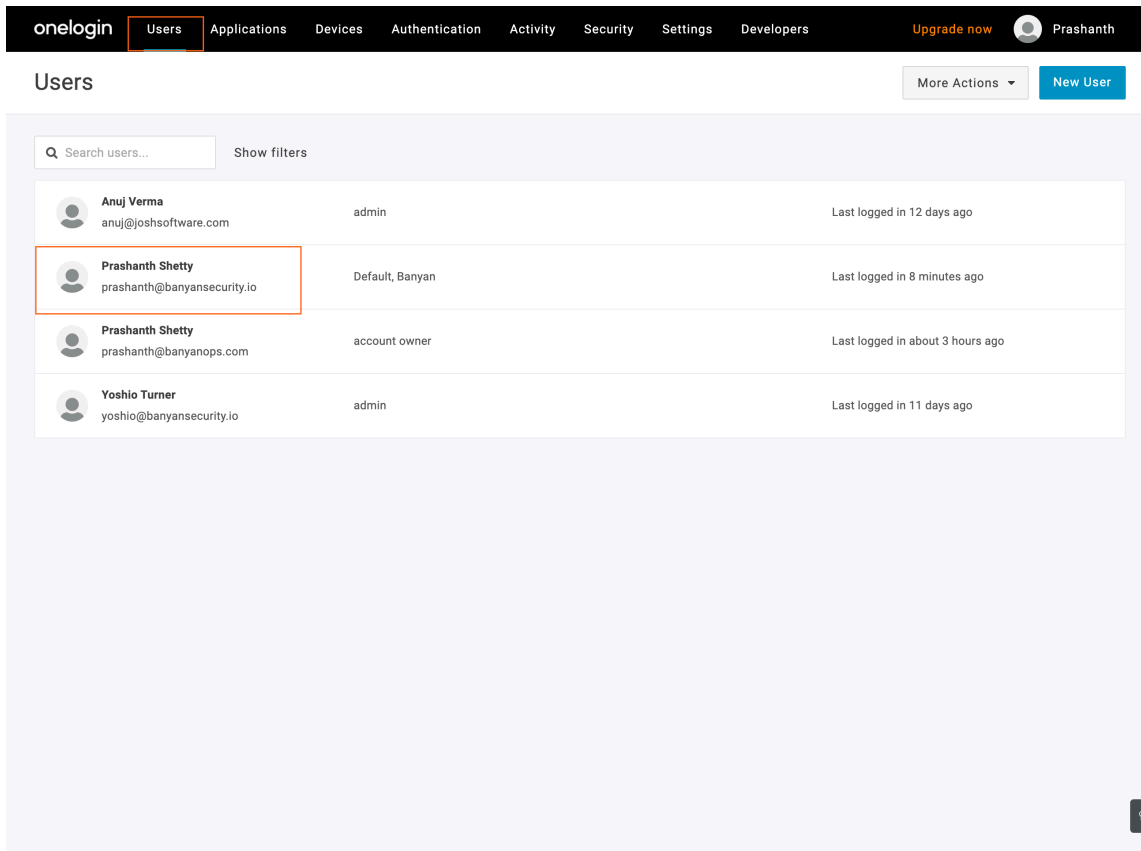 onelogin Users Applications Devices Authentication Activity Security Settings Developers Upgrade now Prashanth
Users More Actions New User
Search users... Show filters
Anuj Verma
anuj@joshsoftware.com admin Last logged in 12 days ago
Prashanth Shetty
prashanth@banyansecurity.io Default, Banyan Last logged in 8 minutes ago
Prashanth Shetty
prashanth@banyanops.com account owner Last logged in about 3 hours ago
Yoshio Turner
yoshio@banyansecurity.io admin Last logged in 11 days ago